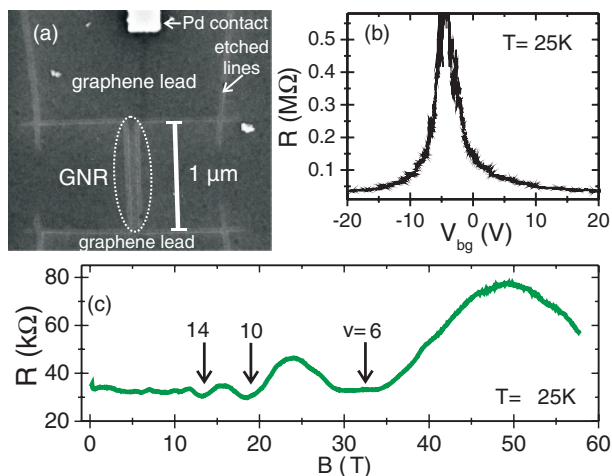 (a)
Pd contact
etched
lines
graphene lead
GNR
1 μm
graphene lead
(b)
T= 25K
R (MΩ)
0.5
0.4
0.3
0.2
0.1
-20 -10 0 10 20
V_bg (V)
(c)
R (kΩ)
80
60
40
20
14
10
ν=6
T= 25K
0 10 20 30 40 50 60
B (T)